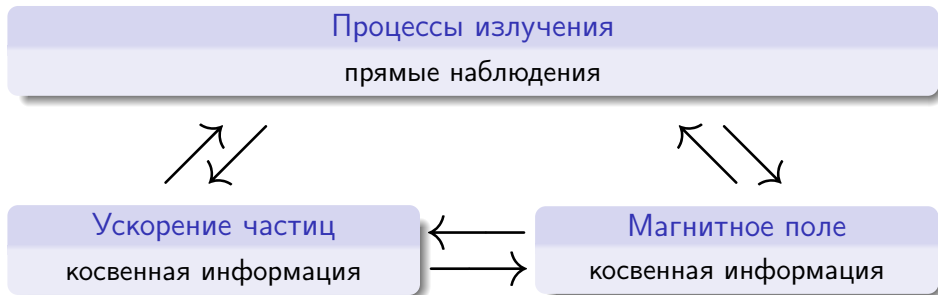 Процессы излучения
прямые наблюдения
Ускорение частиц
косвенная информация
Магнитное поле
косвенная информация